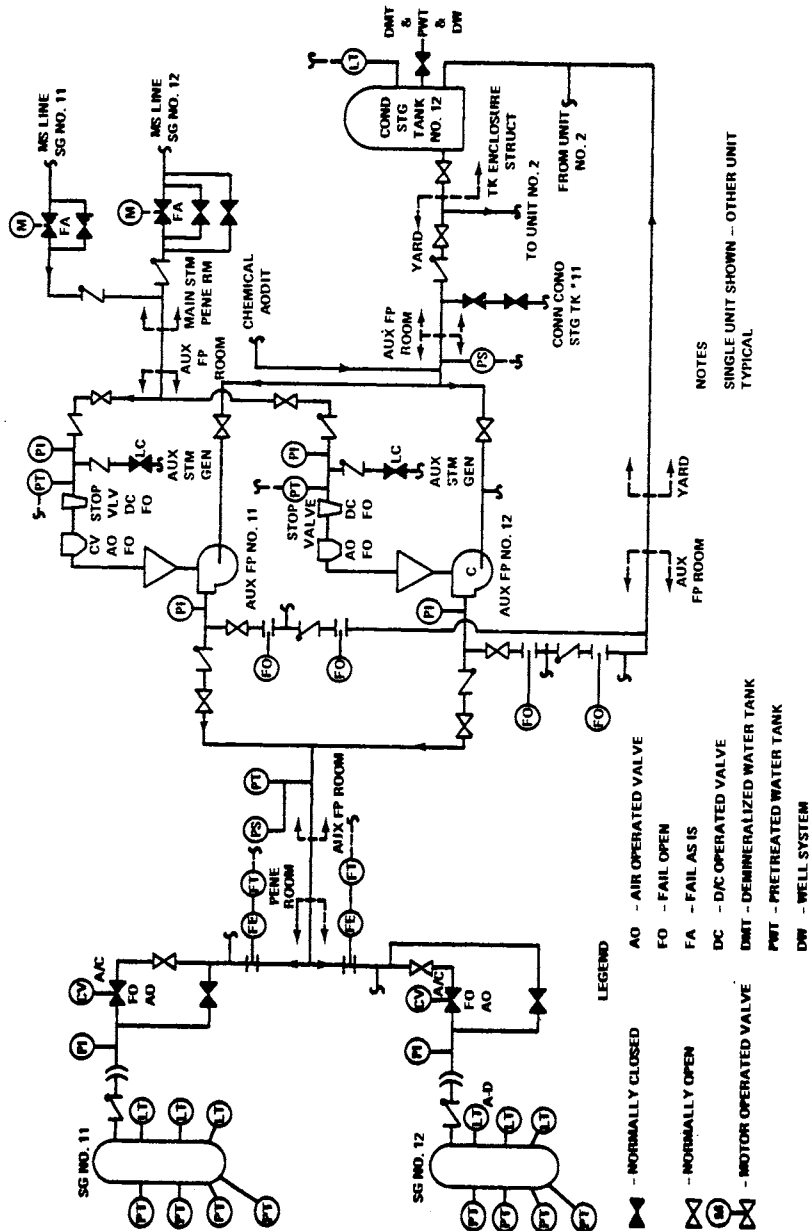 MS LINE
SG NO. 11
MS LINE
SG NO. 12
M
FA
M
FA
MAIN STM
PENE RM
AUX FP
ROOM
CHEMICAL
AODIT
DMT
&
PWT
&
DW
LT
COND
STG
TANK
NO. 12
TK ENCLOSURE
STRUCT
YARD
TO UNIT NO. 2
FROM UNIT
NO. 2
CONN COND
STG TK #11
AUX FP
ROOM
PS
PI
PT
STOP
VLV
DC
FO
CV
AO
FO
LC
AUX
STM
GEN
AUX FP NO. 11
PI
PI
PT
STOP
VALVE
DC
FO
AO
FO
LC
AUX
STM
GEN
C
AUX FP NO. 12
PI
FO
FO
FO
FO
AUX
FP ROOM
YARD
PT
PS
AUX FP ROOM
PENE
ROOM
FE
FT
FE
FT
CV
A/C
FO
AO
PI
SG NO. 11
LT
LT
LT
PT
PT
PT
PT
CV
A/C
FO
AO
PI
SG NO. 12
A-D
LT
LT
LT
PT
PT
PT
PT
NOTES
SINGLE UNIT SHOWN – OTHER UNIT
TYPICAL
LEGEND
– NORMALLY CLOSED
– NORMALLY OPEN
M – MOTOR OPERATED VALVE
AO – AIR OPERATED VALVE
FO – FAIL OPEN
FA – FAIL AS IS
DC – D/C OPERATED VALVE
DMT – DEMINERALIZED WATER TANK
PWT – PRETREATED WATER TANK
DW – WELL SYSTEM